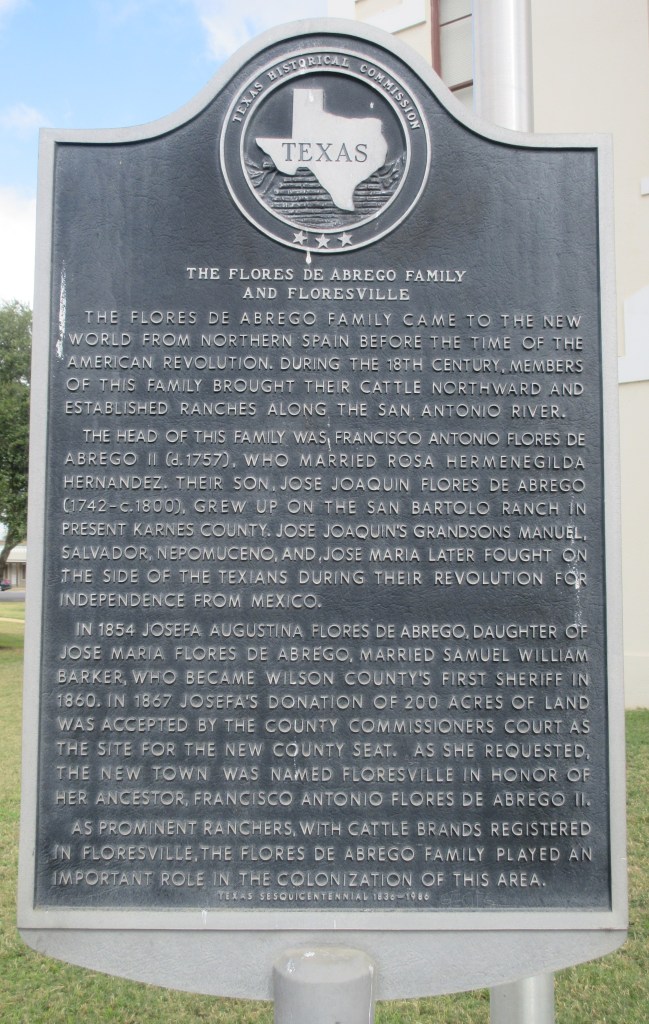 TEXAS HISTORICAL COMMISSION
TEXAS
THE FLORES DE ABREGO FAMILY
AND FLORESVILLE
THE FLORES DE ABREGO FAMILY CAME TO THE NEW
WORLD FROM NORTHERN SPAIN BEFORE THE TIME OF THE
AMERICAN REVOLUTION. DURING THE 18TH CENTURY, MEMBERS
OF THIS FAMILY BROUGHT THEIR CATTLE NORTHWARD AND
ESTABLISHED RANCHES ALONG THE SAN ANTONIO RIVER.
THE HEAD OF THIS FAMILY WAS FRANCISCO ANTONIO FLORES DE
ABREGO II (d.1757), WHO MARRIED ROSA HERMENEGILDA
HERNANDEZ. THEIR SON, JOSE JOAQUIN FLORES DE ABREGO
(1742-c.1800), GREW UP ON THE SAN BARTOLO RANCH IN
PRESENT KARNES COUNTY. JOSE JOAQUIN'S GRANDSONS MANUEL,
SALVADOR, NEPOMUCENO, AND JOSE MARIA LATER FOUGHT ON
THE SIDE OF THE TEXIANS DURING THEIR REVOLUTION FOR
INDEPENDENCE FROM MEXICO.
IN 1854 JOSEFA AUGUSTINA FLORES DE ABREGO, DAUGHTER OF
JOSE MARIA FLORES DE ABREGO, MARRIED SAMUEL WILLIAM
BARKER, WHO BECAME WILSON COUNTY'S FIRST SHERIFF IN
1860. IN 1867 JOSEFA'S DONATION OF 200 ACRES OF LAND
WAS ACCEPTED BY THE COUNTY COMMISSIONERS COURT AS
THE SITE FOR THE NEW COUNTY SEAT. AS SHE REQUESTED,
THE NEW TOWN WAS NAMED FLORESVILLE IN HONOR OF
HER ANCESTOR, FRANCISCO ANTONIO FLORES DE ABREGO II.
AS PROMINENT RANCHERS, WITH CATTLE BRANDS REGISTERED
IN FLORESVILLE, THE FLORES DE ABREGO FAMILY PLAYED AN
IMPORTANT ROLE IN THE COLONIZATION OF THIS AREA.
TEXAS SESQUICENTENNIAL 1836-1986